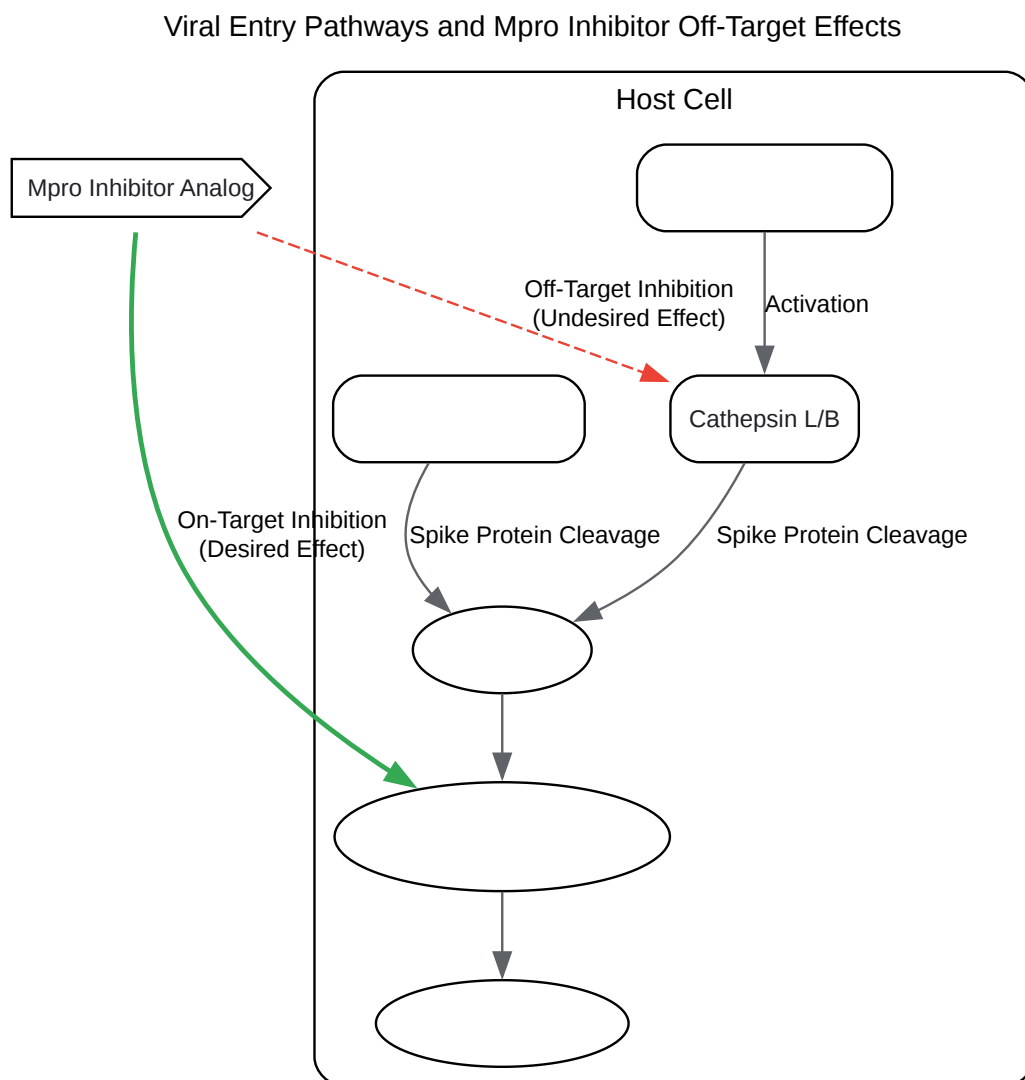 Viral Entry Pathways and Mpro Inhibitor Off-Target Effects
Host Cell
Mpro Inhibitor Analog
Off-Target Inhibition
(Undesired Effect)
Activation
Cathepsin L/B
On-Target Inhibition
(Desired Effect)
Spike Protein Cleavage
Spike Protein Cleavage